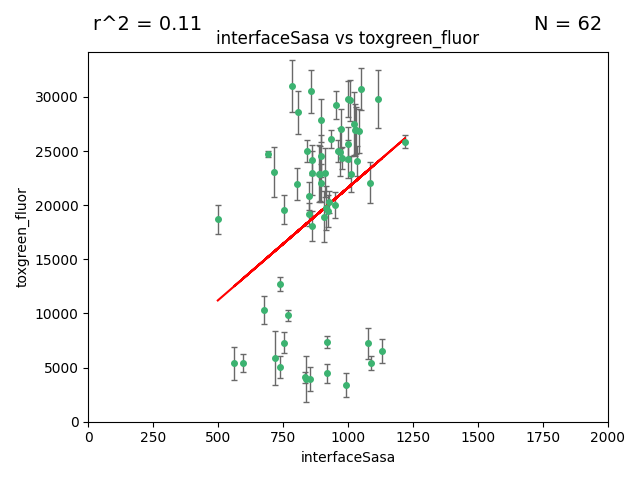 r^2 = 0.11
N = 62
interfaceSasa vs toxgreen_fluor
toxgreen_fluor
30000
25000
20000
15000
10000
5000
0
0 250 500 750 1000 1250 1500 1750 2000
interfaceSasa